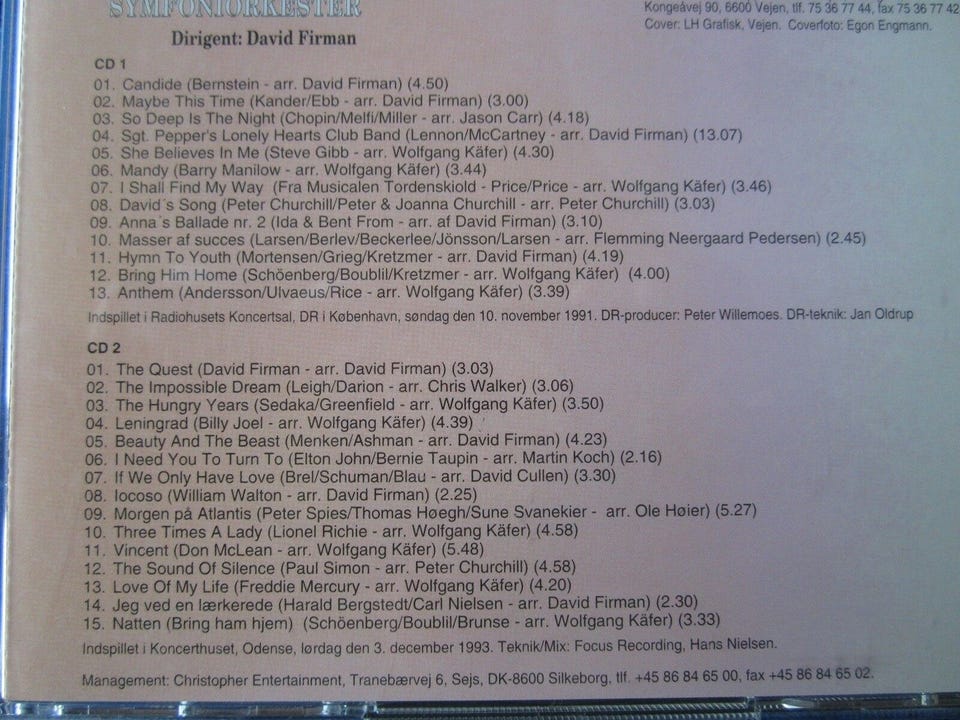 SYMFONIORKESTER
Dirigent: David Firman
Kongeåvej 90, 6600 Vejen, tlf. 75 36 77 44, fax 75 36 77 42
Cover: LH Grafisk, Vejen. Coverfoto: Egon Engmann.
CD 1
01. Candide (Bernstein - arr. David Firman) (4.50)
02. Maybe This Time (Kander/Ebb - arr. David Firman) (3.00)
03. So Deep Is The Night (Chopin/Melfi/Miller - arr. Jason Carr) (4.18)
04. Sgt. Pepper's Lonely Hearts Club Band (Lennon/McCartney - arr. David Firman) (13.07)
05. She Believes In Me (Steve Gibb - arr. Wolfgang Käfer) (4.30)
06. Mandy (Barry Manilow - arr. Wolfgang Käfer) (3.44)
07. I Shall Find My Way (Fra Musicalen Tordenskiold - Price/Price - arr. Wolfgang Käfer) (3.46)
08. David´s Song (Peter Churchill/Peter & Joanna Churchill - arr. Peter Churchill) (3.03)
09. Anna´s Ballade nr. 2 (Ida & Bent From - arr. af David Firman) (3.10)
10. Masser af succes (Larsen/Berlev/Beckerlee/Jönsson/Larsen - arr. Flemming Neergaard Pedersen) (2.45)
11. Hymn To Youth (Mortensen/Grieg/Kretzmer - arr. David Firman) (4.19)
12. Bring Him Home (Schöenberg/Boublil/Kretzmer - arr. Wolfgang Käfer) (4.00)
13. Anthem (Andersson/Ulvaeus/Rice - arr. Wolfgang Käfer) (3.39)
Indspillet i Radiohusets Koncertsal, DR i København, søndag den 10. november 1991. DR-producer: Peter Willemoes. DR-teknik: Jan Oldrup
CD 2
01. The Quest (David Firman - arr. David Firman) (3.03)
02. The Impossible Dream (Leigh/Darion - arr. Chris Walker) (3.06)
03. The Hungry Years (Sedaka/Greenfield - arr. Wolfgang Käfer) (3.50)
04. Leningrad (Billy Joel - arr. Wolfgang Käfer) (4.39)
05. Beauty And The Beast (Menken/Ashman - arr. David Firman) (4.23)
06. I Need You To Turn To (Elton John/Bernie Taupin - arr. Martin Koch) (2.16)
07. If We Only Have Love (Brel/Schuman/Blau - arr. David Cullen) (3.30)
08. Iocoso (William Walton - arr. David Firman) (2.25)
09. Morgen på Atlantis (Peter Spies/Thomas Høegh/Sune Svanekier - arr. Ole Høier) (5.27)
10. Three Times A Lady (Lionel Richie - arr. Wolfgang Käfer) (4.58)
11. Vincent (Don McLean - arr. Wolfgang Käfer) (5.48)
12. The Sound Of Silence (Paul Simon - arr. Peter Churchill) (4.58)
13. Love Of My Life (Freddie Mercury - arr. Wolfgang Käfer) (4.20)
14. Jeg ved en lærkerede (Harald Bergstedt/Carl Nielsen - arr. David Firman) (2.30)
15. Natten (Bring ham hjem) (Schöenberg/Boublil/Brunse - arr. Wolfgang Käfer) (3.33)
Indspillet i Koncerthuset, Odense, lørdag den 3. december 1993. Teknik/Mix: Focus Recording, Hans Nielsen.
Management: Christopher Entertainment, Tranebærvej 6, Sejs, DK-8600 Silkeborg. tlf. +45 86 84 65 00, fax +45 86 84 65 02.